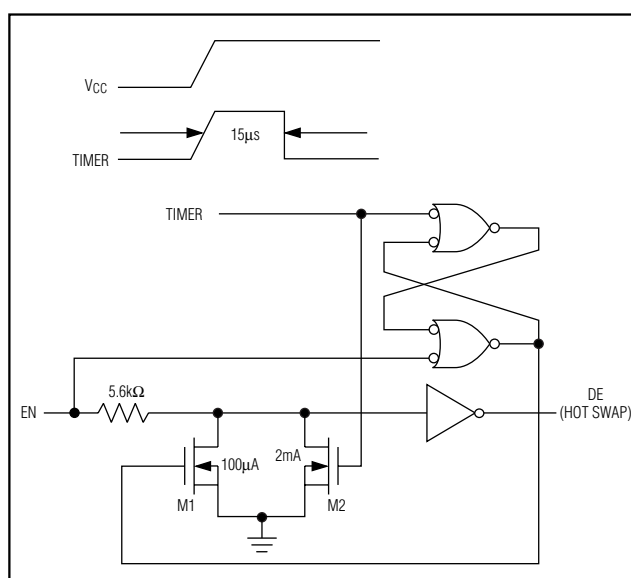 VCC
15µs
TIMER
TIMER
5.6kΩ
EN
DE
(HOT SWAP)
100µA
2mA
M1
M2